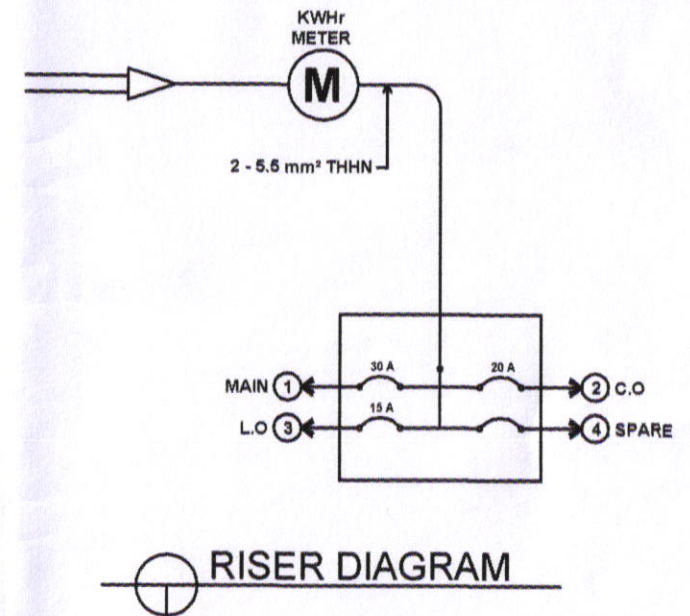 KWHr
METER
M
2 - 5.5 mm² THHN
30 A
20 A
MAIN 1
2 C.O
15 A
L.O 3
4 SPARE
RISER DIAGRAM